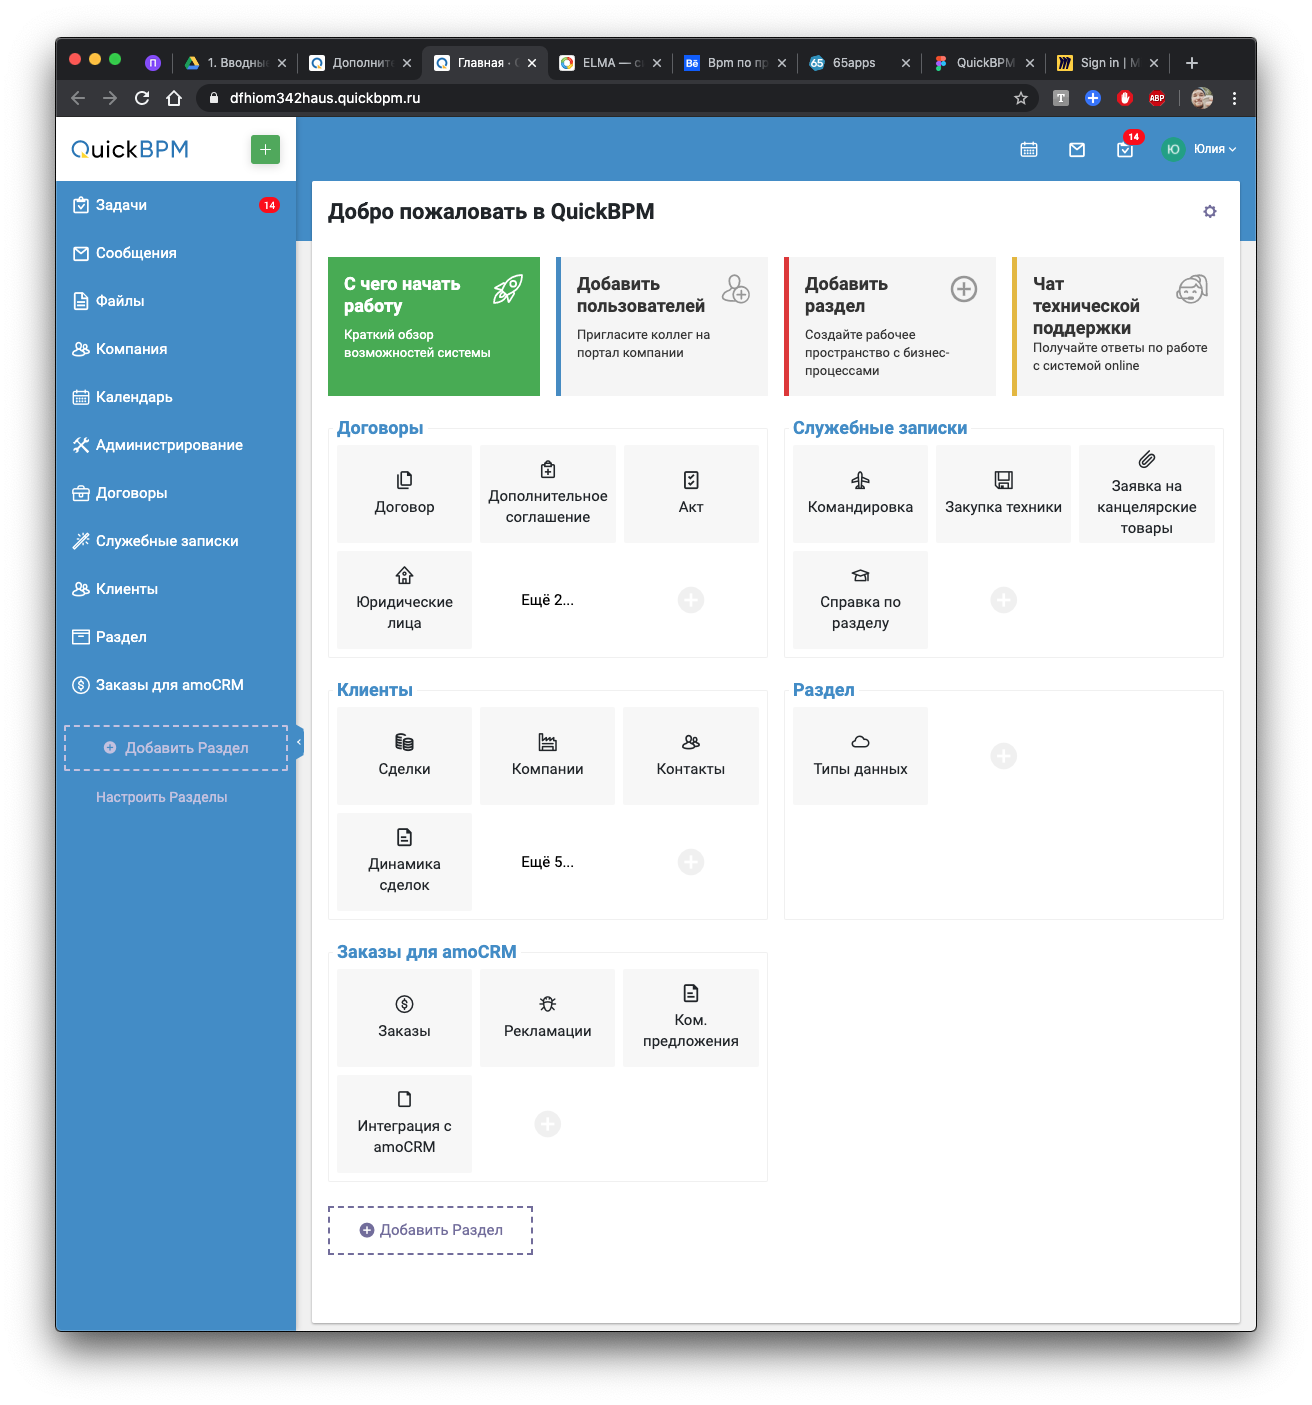 П
1. Вводны
Дополнит
Главная ·
ELMA — с
Bē
Bpm по п
65
65apps
QuickBPM
Sign in | M
dfhiom342haus.quickbpm.ru
T
ABP
QuickBPM
14
Ю
Юлия
Задачи
14
Сообщения
Файлы
Компания
Календарь
Администрирование
Договоры
Служебные записки
Клиенты
Раздел
Заказы для amoCRM
Добавить Раздел
Настроить Разделы
Добро пожаловать в QuickBPM
С чего начать
работу
Краткий обзор
возможностей системы
Добавить
пользователей
Пригласите коллег на
портал компании
Добавить
раздел
Создайте рабочее
пространство с бизнес-
процессами
Чат
технической
поддержки
Получайте ответы по работе
с системой online
Договоры
Договор
Дополнительное
соглашение
Акт
Юридические
лица
Ещё 2...
Служебные записки
Командировка
Закупка техники
Заявка на
канцелярские
товары
Справка по
разделу
Клиенты
Сделки
Компании
Контакты
Динамика
сделок
Ещё 5...
Раздел
Типы данных
Заказы для amoCRM
Заказы
Рекламации
Ком.
предложения
Интеграция с
amoCRM
Добавить Раздел